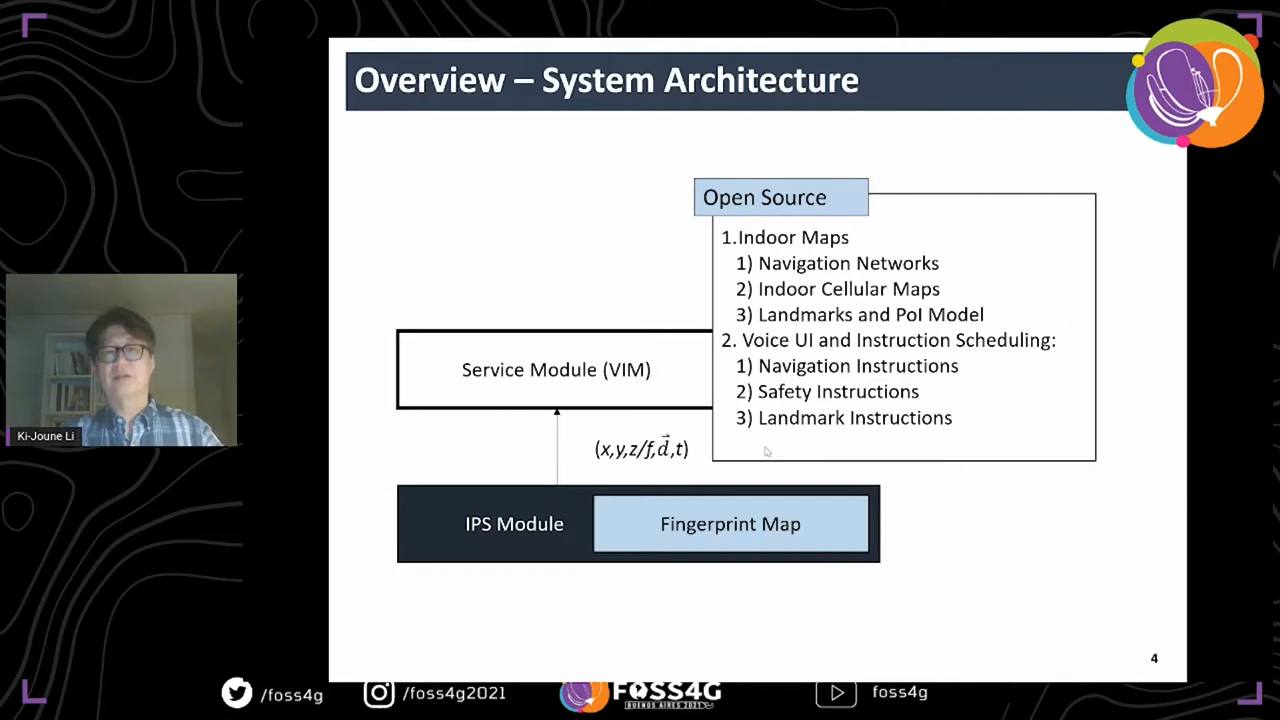 Overview – System Architecture
Open Source
1.Indoor Maps
1) Navigation Networks
2) Indoor Cellular Maps
3) Landmarks and PoI Model
2. Voice UI and Instruction Scheduling:
1) Navigation Instructions
2) Safety Instructions
3) Landmark Instructions
Service Module (VIM)
(x,y,z/f,d⃗,t)
IPS Module
Fingerprint Map
4
Ki-Joune Li
/foss4g
/foss4g2021
FOSS4G
BUENOS AIRES 2021
foss4g